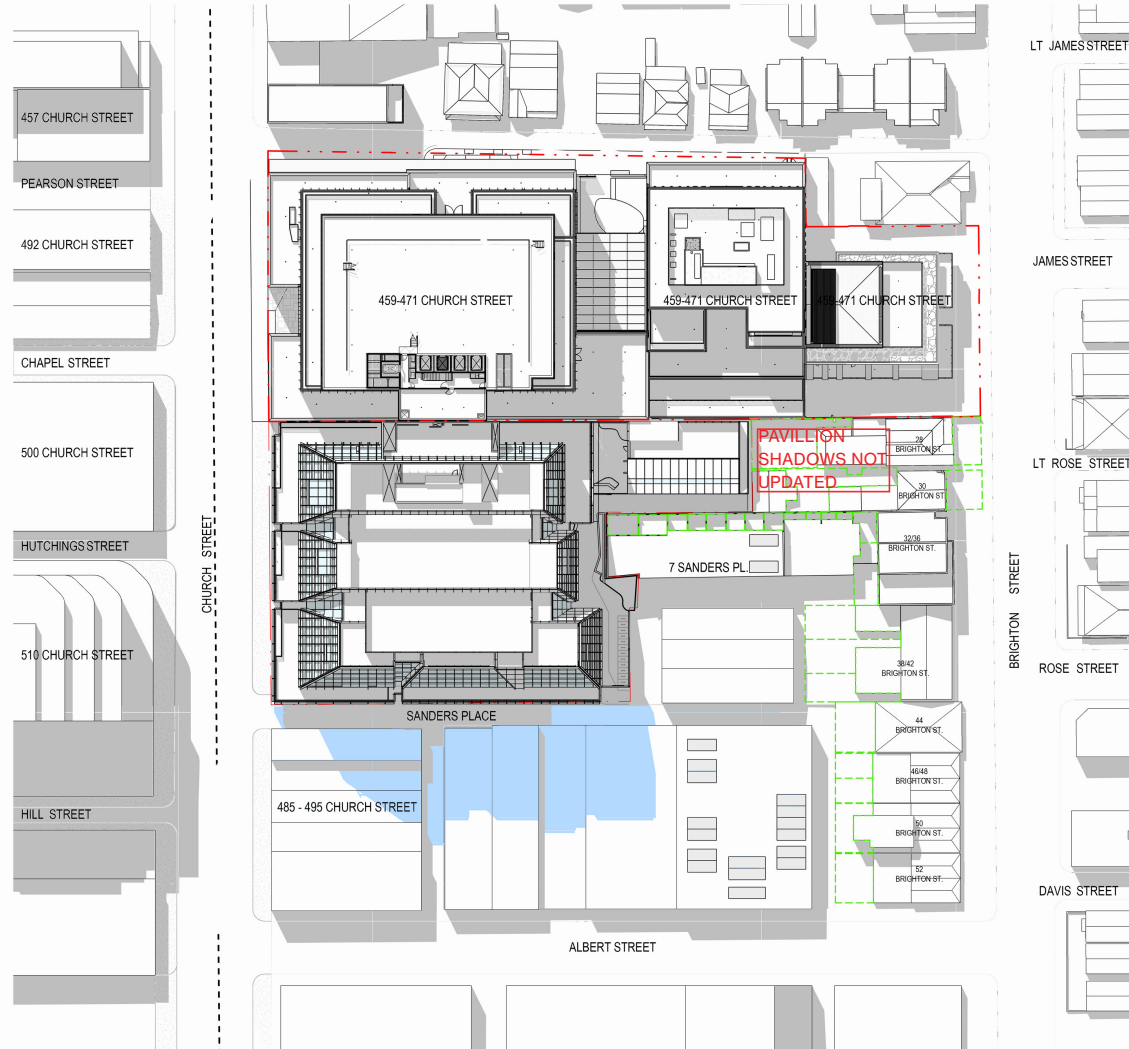 LT JAMES STREET
457 CHURCH STREET
PEARSON STREET
492 CHURCH STREET
JAMES STREET
459-471 CHURCH STREET
459-471 CHURCH STREET
459-471 CHURCH STREET
CHAPEL STREET
500 CHURCH STREET
PAVILLION
SHADOWS NOT
UPDATED
28
BRIGHTON ST.
LT ROSE STREET
30
BRIGHTON ST.
HUTCHINGS STREET
CHURCH STREET
32/36
BRIGHTON ST.
7 SANDERS PL.
BRIGHTON STREET
510 CHURCH STREET
38/42
BRIGHTON ST.
ROSE STREET
SANDERS PLACE
44
BRIGHTON ST.
46/48
BRIGHTON ST.
485 - 495 CHURCH STREET
HILL STREET
50
BRIGHTON ST.
52
BRIGHTON ST.
DAVIS STREET
ALBERT STREET